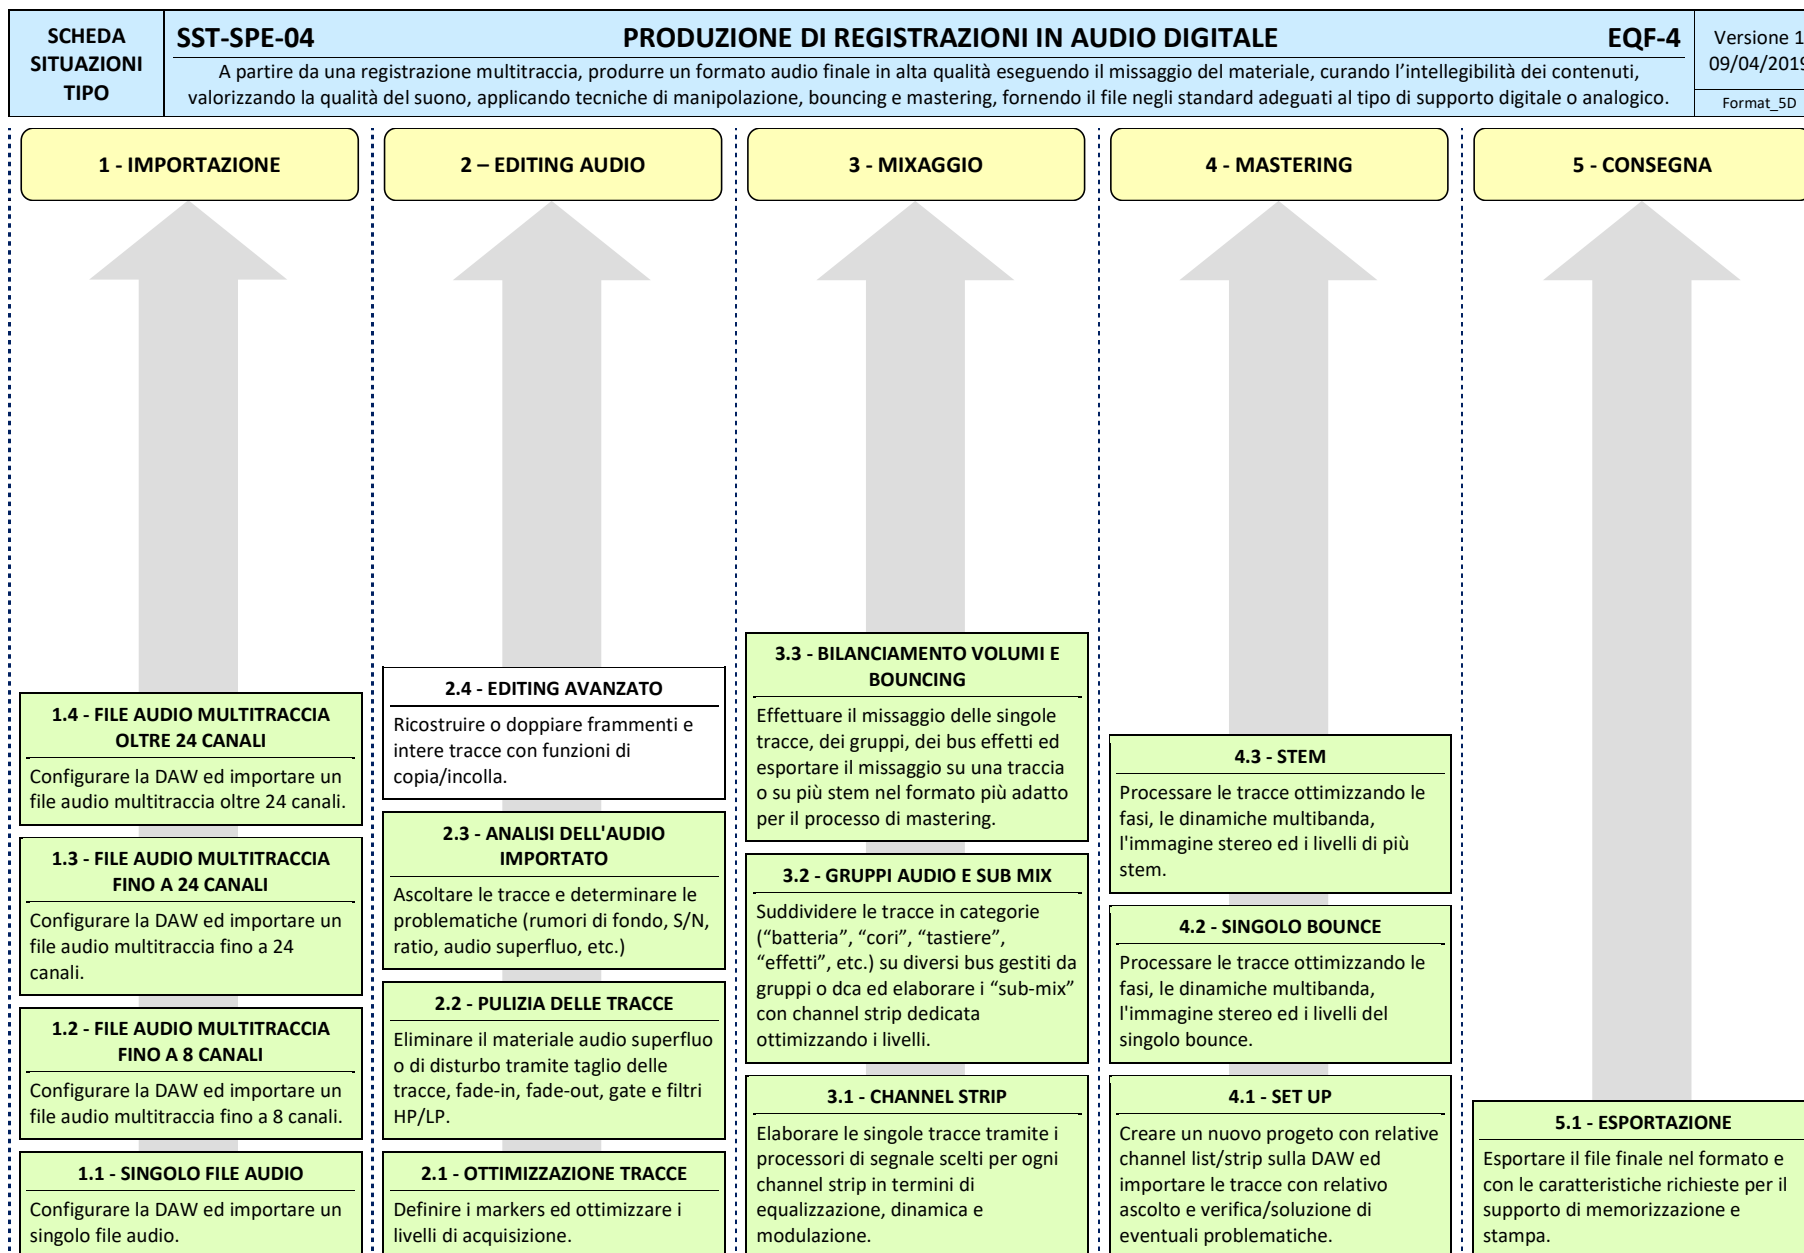 SCHEDA
SITUAZIONI
TIPO
SST-SPE-04
PRODUZIONE DI REGISTRAZIONI IN AUDIO DIGITALE
EQF-4
A partire da una registrazione multitraccia, produrre un formato audio finale in alta qualità eseguendo il missaggio del materiale, curando l’intellegibilità dei contenuti,
valorizzando la qualità del suono, applicando tecniche di manipolazione, bouncing e mastering, fornendo il file negli standard adeguati al tipo di supporto digitale o analogico.
Versione 1
09/04/2019
Format_5D
1 - IMPORTAZIONE
1.4 - FILE AUDIO MULTITRACCIA
OLTRE 24 CANALI
Configurare la DAW ed importare un
file audio multitraccia oltre 24 canali.
1.3 - FILE AUDIO MULTITRACCIA
FINO A 24 CANALI
Configurare la DAW ed importare un
file audio multitraccia fino a 24
canali.
1.2 - FILE AUDIO MULTITRACCIA
FINO A 8 CANALI
Configurare la DAW ed importare un
file audio multitraccia fino a 8 canali.
1.1 - SINGOLO FILE AUDIO
Configurare la DAW ed importare un
singolo file audio.
2 – EDITING AUDIO
2.4 - EDITING AVANZATO
Ricostruire o doppiare frammenti e
intere tracce con funzioni di
copia/incolla.
2.3 - ANALISI DELL'AUDIO
IMPORTATO
Ascoltare le tracce e determinare le
problematiche (rumori di fondo, S/N,
ratio, audio superfluo, etc.)
2.2 - PULIZIA DELLE TRACCE
Eliminare il materiale audio superfluo
o di disturbo tramite taglio delle
tracce, fade-in, fade-out, gate e filtri
HP/LP.
2.1 - OTTIMIZZAZIONE TRACCE
Definire i markers ed ottimizzare i
livelli di acquisizione.
3 - MIXAGGIO
3.3 - BILANCIAMENTO VOLUMI E
BOUNCING
Effettuare il missaggio delle singole
tracce, dei gruppi, dei bus effetti ed
esportare il missaggio su una traccia
o su più stem nel formato più adatto
per il processo di mastering.
3.2 - GRUPPI AUDIO E SUB MIX
Suddividere le tracce in categorie
(“batteria”, “cori”, “tastiere”,
“effetti”, etc.) su diversi bus gestiti da
gruppi o dca ed elaborare i “sub-mix”
con channel strip dedicata
ottimizzando i livelli.
3.1 - CHANNEL STRIP
Elaborare le singole tracce tramite i
processori di segnale scelti per ogni
channel strip in termini di
equalizzazione, dinamica e
modulazione.
4 - MASTERING
4.3 - STEM
Processare le tracce ottimizzando le
fasi, le dinamiche multibanda,
l'immagine stereo ed i livelli di più
stem.
4.2 - SINGOLO BOUNCE
Processare le tracce ottimizzando le
fasi, le dinamiche multibanda,
l'immagine stereo ed i livelli del
singolo bounce.
4.1 - SET UP
Creare un nuovo progeto con relative
channel list/strip sulla DAW ed
importare le tracce con relativo
ascolto e verifica/soluzione di
eventuali problematiche.
5 - CONSEGNA
5.1 - ESPORTAZIONE
Esportare il file finale nel formato e
con le caratteristiche richieste per il
supporto di memorizzazione e
stampa.